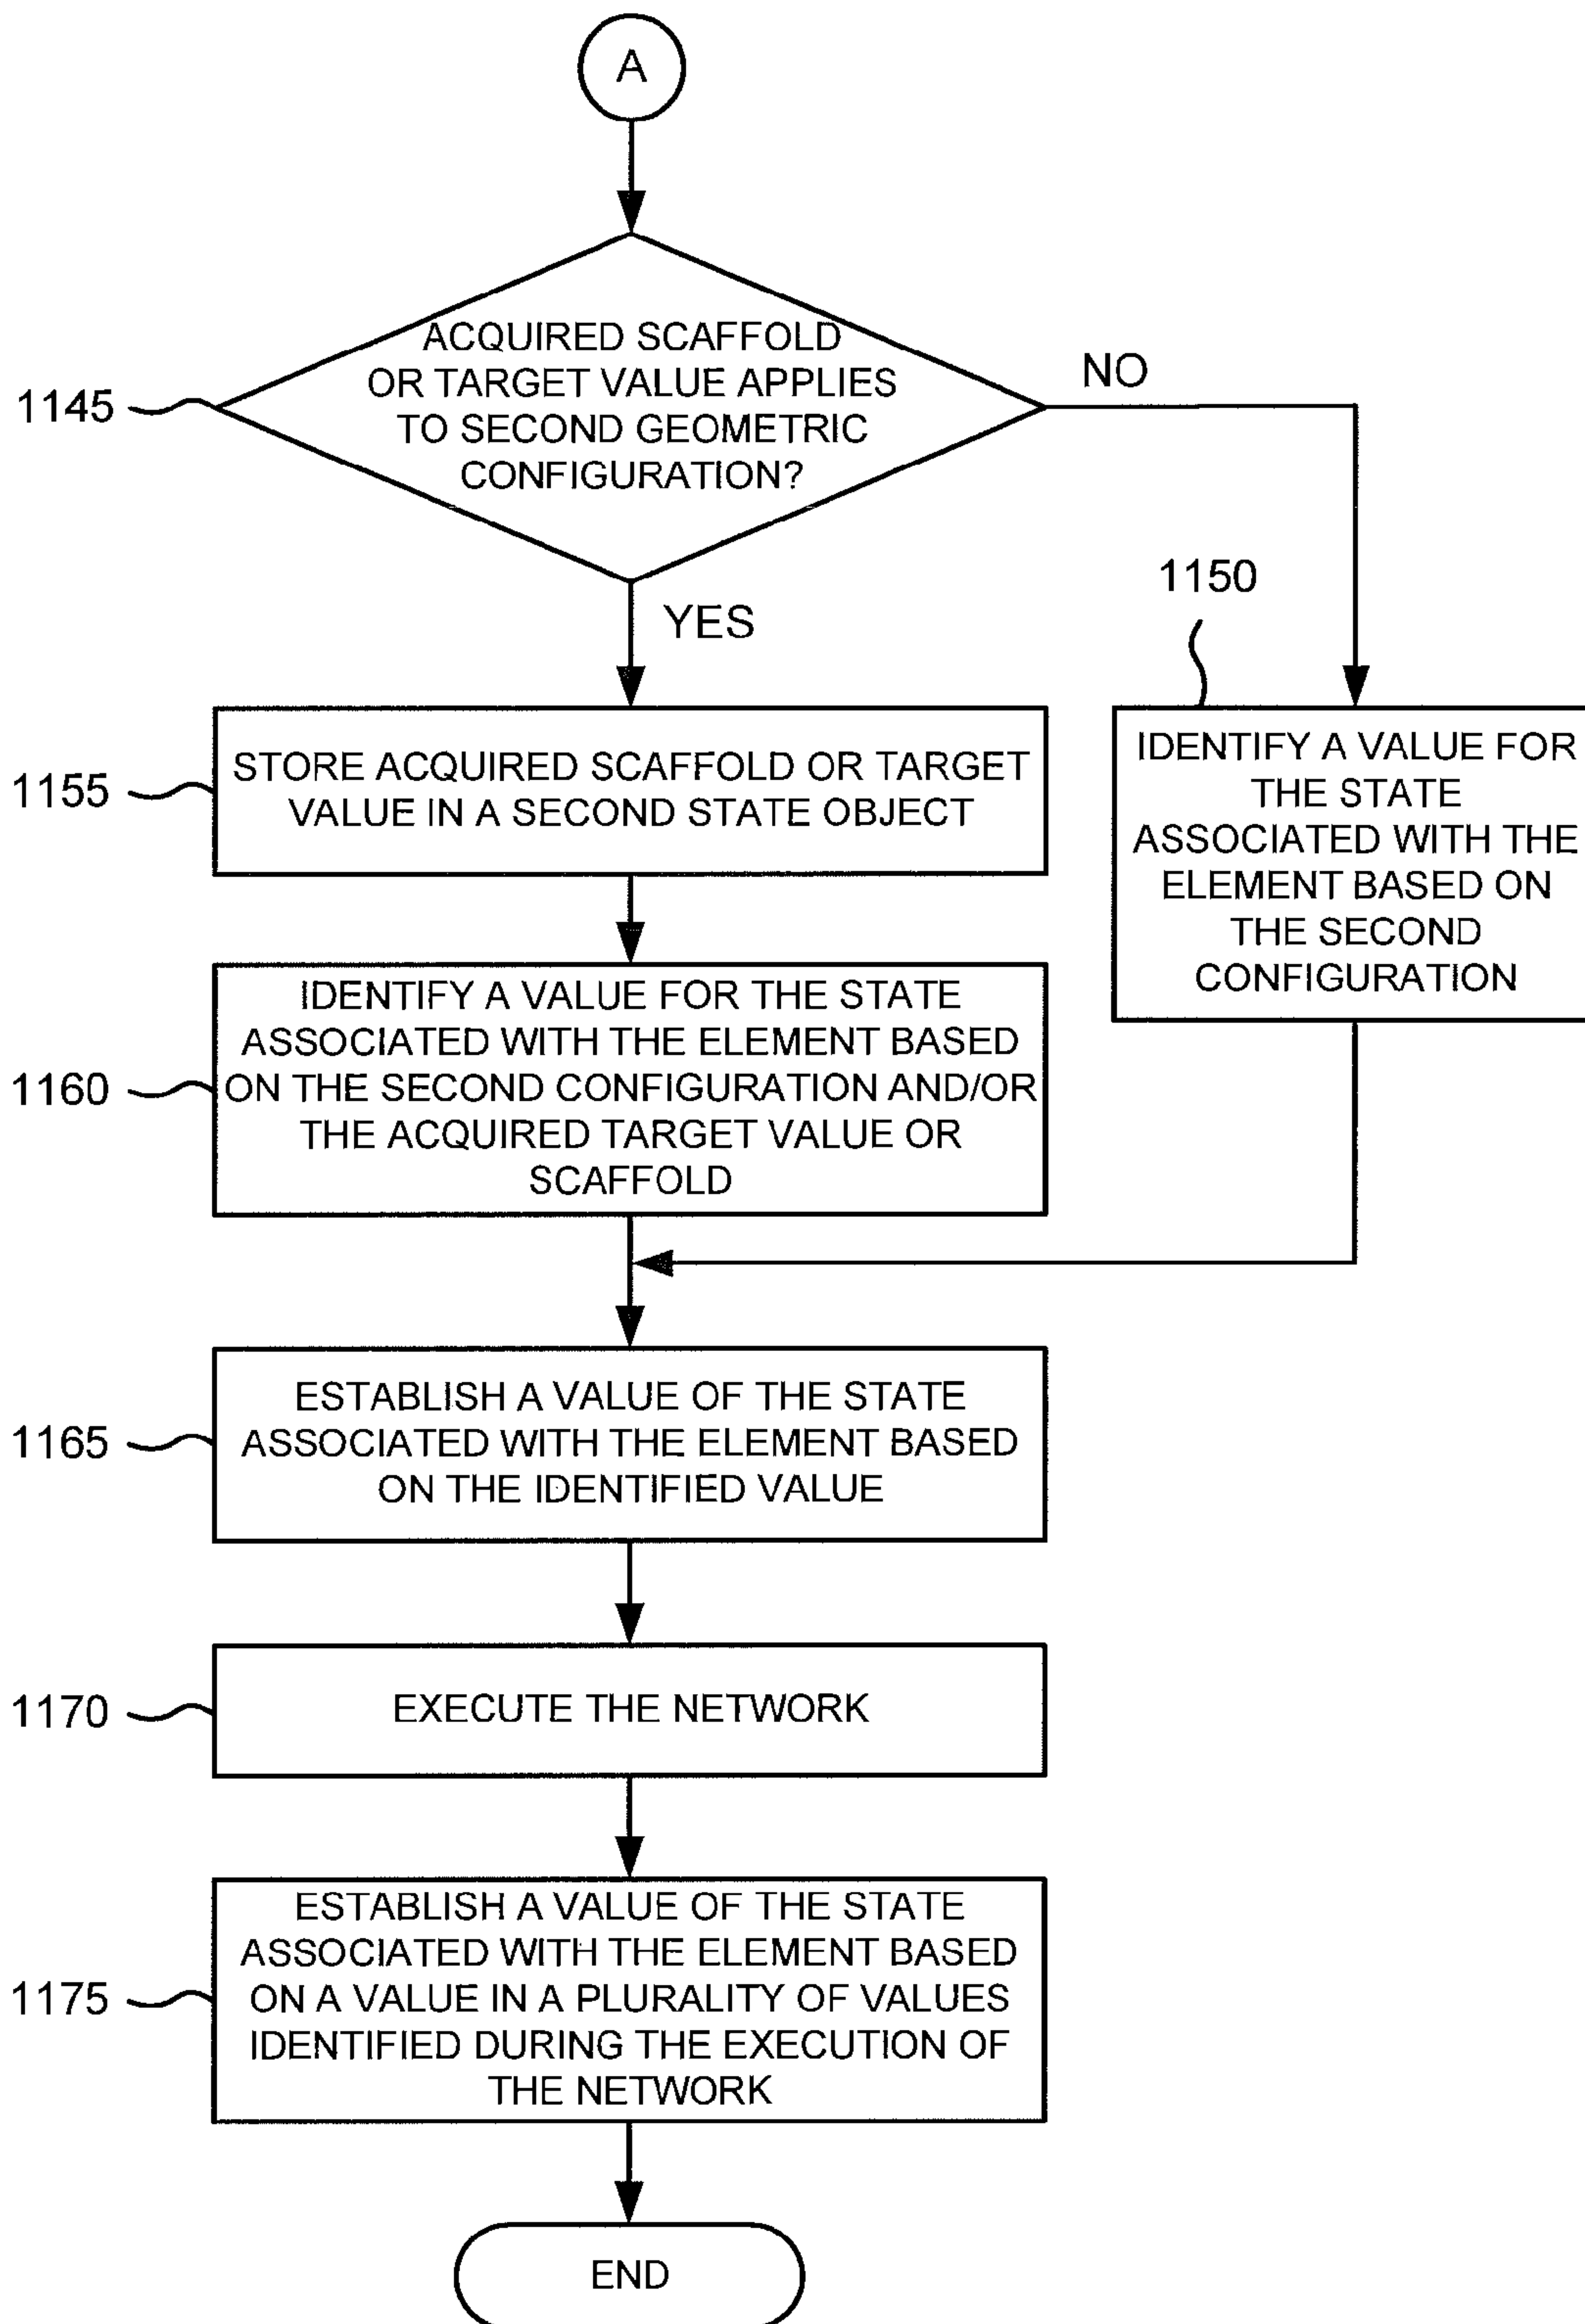 A
ACQUIRED SCAFFOLD
OR TARGET VALUE APPLIES
TO SECOND GEOMETRIC
CONFIGURATION?
1145
NO
YES
1150
IDENTIFY A VALUE FOR
THE STATE
ASSOCIATED WITH THE
ELEMENT BASED ON
THE SECOND
CONFIGURATION
1155
STORE ACQUIRED SCAFFOLD OR TARGET
VALUE IN A SECOND STATE OBJECT
1160
IDENTIFY A VALUE FOR THE STATE
ASSOCIATED WITH THE ELEMENT BASED
ON THE SECOND CONFIGURATION AND/OR
THE ACQUIRED TARGET VALUE OR
SCAFFOLD
1165
ESTABLISH A VALUE OF THE STATE
ASSOCIATED WITH THE ELEMENT BASED
ON THE IDENTIFIED VALUE
1170
EXECUTE THE NETWORK
1175
ESTABLISH A VALUE OF THE STATE
ASSOCIATED WITH THE ELEMENT BASED
ON A VALUE IN A PLURALITY OF VALUES
IDENTIFIED DURING THE EXECUTION OF
THE NETWORK
END